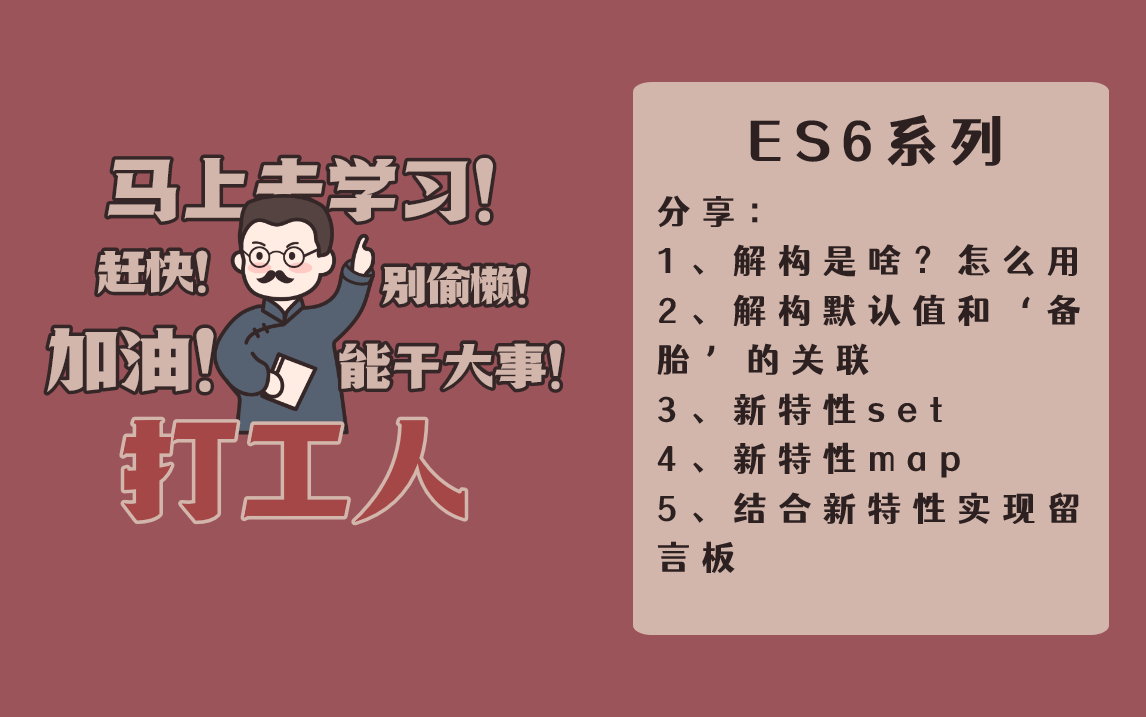 马上去学习!
赶快!
别偷懒!
加油!
能干大事!
打工人
ES6系列
分享:
1、解构是啥?怎么用
2、解构默认值和‘备
胎’的关联
3、新特性set
4、新特性map
5、结合新特性实现留
言板